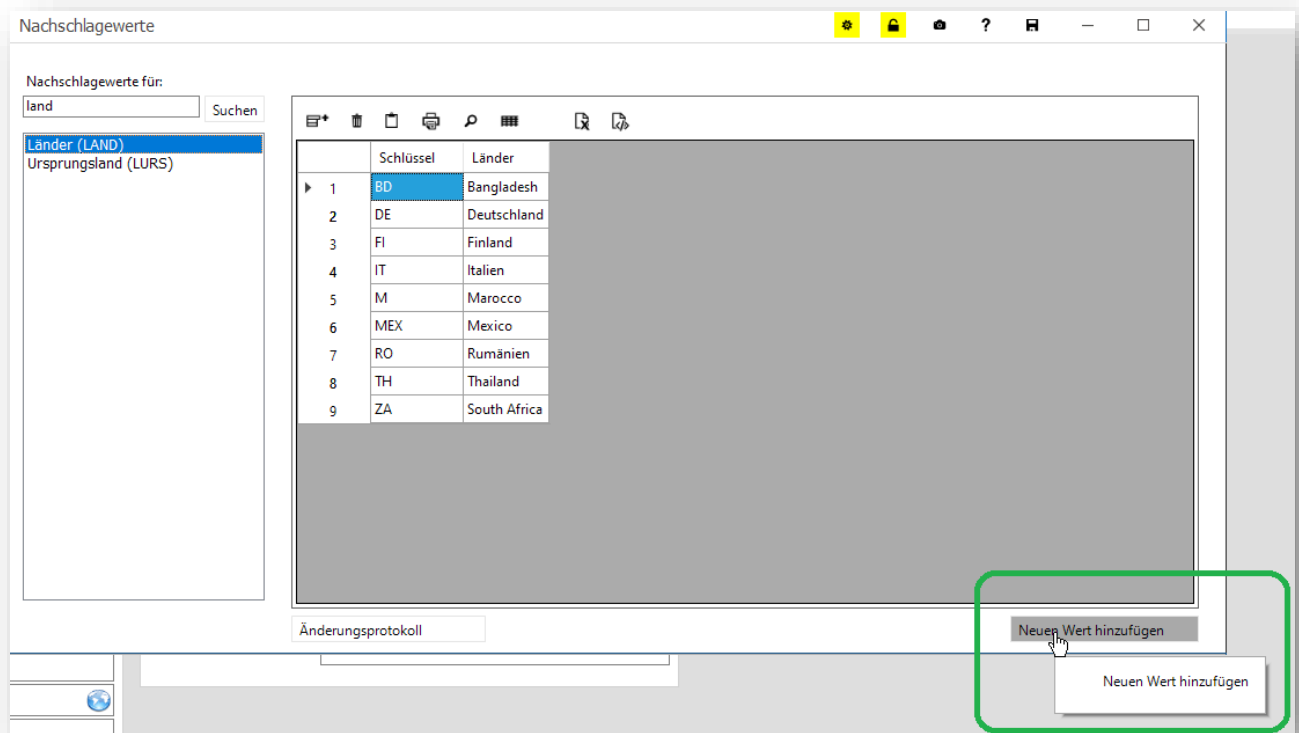 Nachschlagewerte
?
Nachschlagewerte für:
land
Suchen
Länder (LAND)
Ursprungsland (LURS)
Schlüssel Länder
1 BD Bangladesh
2 DE Deutschland
3 FI Finland
4 IT Italien
5 M Marocco
6 MEX Mexico
7 RO Rumänien
8 TH Thailand
9 ZA South Africa
Änderungsprotokoll
Neuen Wert hinzufügen
Neuen Wert hinzufügen